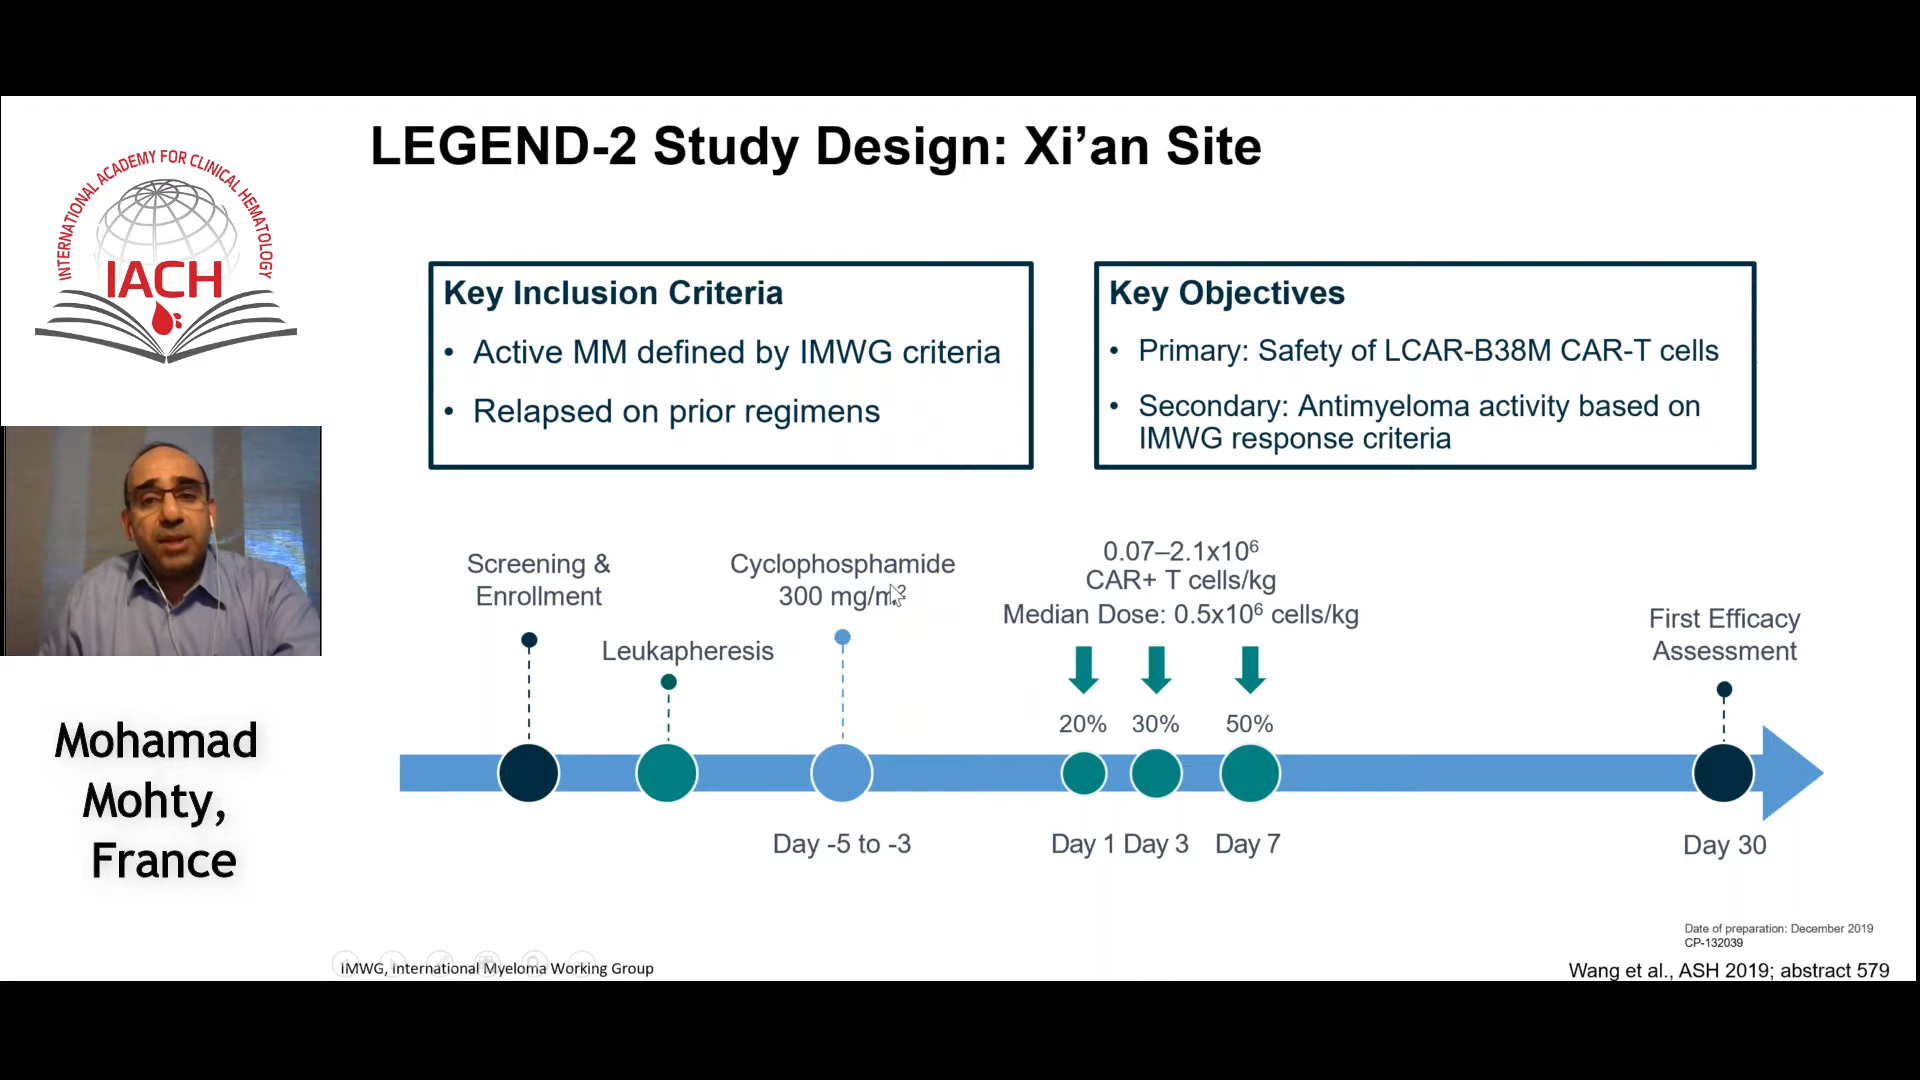 LEGEND-2 Study Design: Xi’an Site
INTERNATIONAL ACADEMY FOR CLINICAL HEMATOLOGY
IACH
Key Inclusion Criteria
• Active MM defined by IMWG criteria
• Relapsed on prior regimens
Key Objectives
• Primary: Safety of LCAR-B38M CAR-T cells
• Secondary: Antimyeloma activity based on
IMWG response criteria
Screening &
Enrollment
Leukapheresis
Cyclophosphamide
300 mg/m²
0.07–2.1x10⁶
CAR+ T cells/kg
Median Dose: 0.5x10⁶ cells/kg
20% 30% 50%
First Efficacy
Assessment
Day -5 to -3
Day 1 Day 3 Day 7
Day 30
Mohamad
Mohty,
France
Date of preparation: December 2019
CP-132039
IMWG, International Myeloma Working Group
Wang et al., ASH 2019; abstract 579